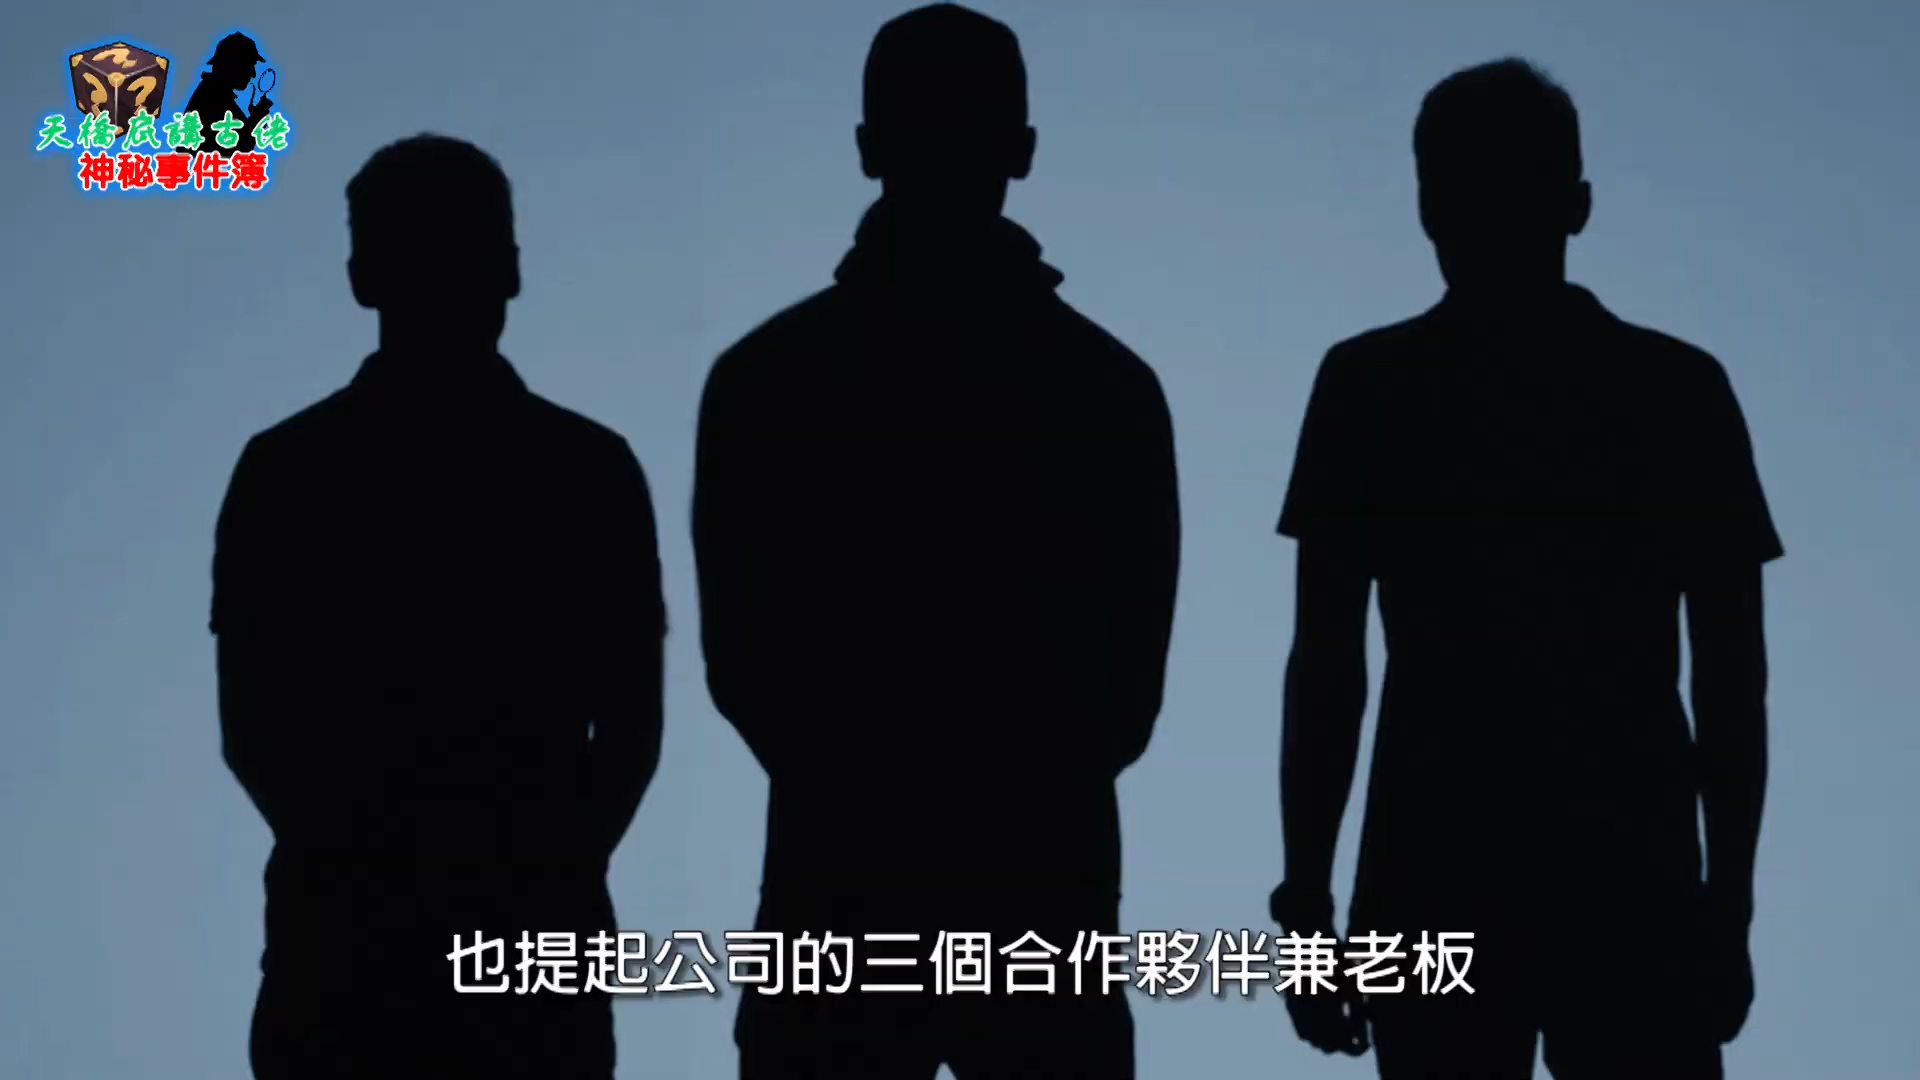 天橋底講古佬
神秘事件簿
也提起公司的三個合作夥伴兼老板